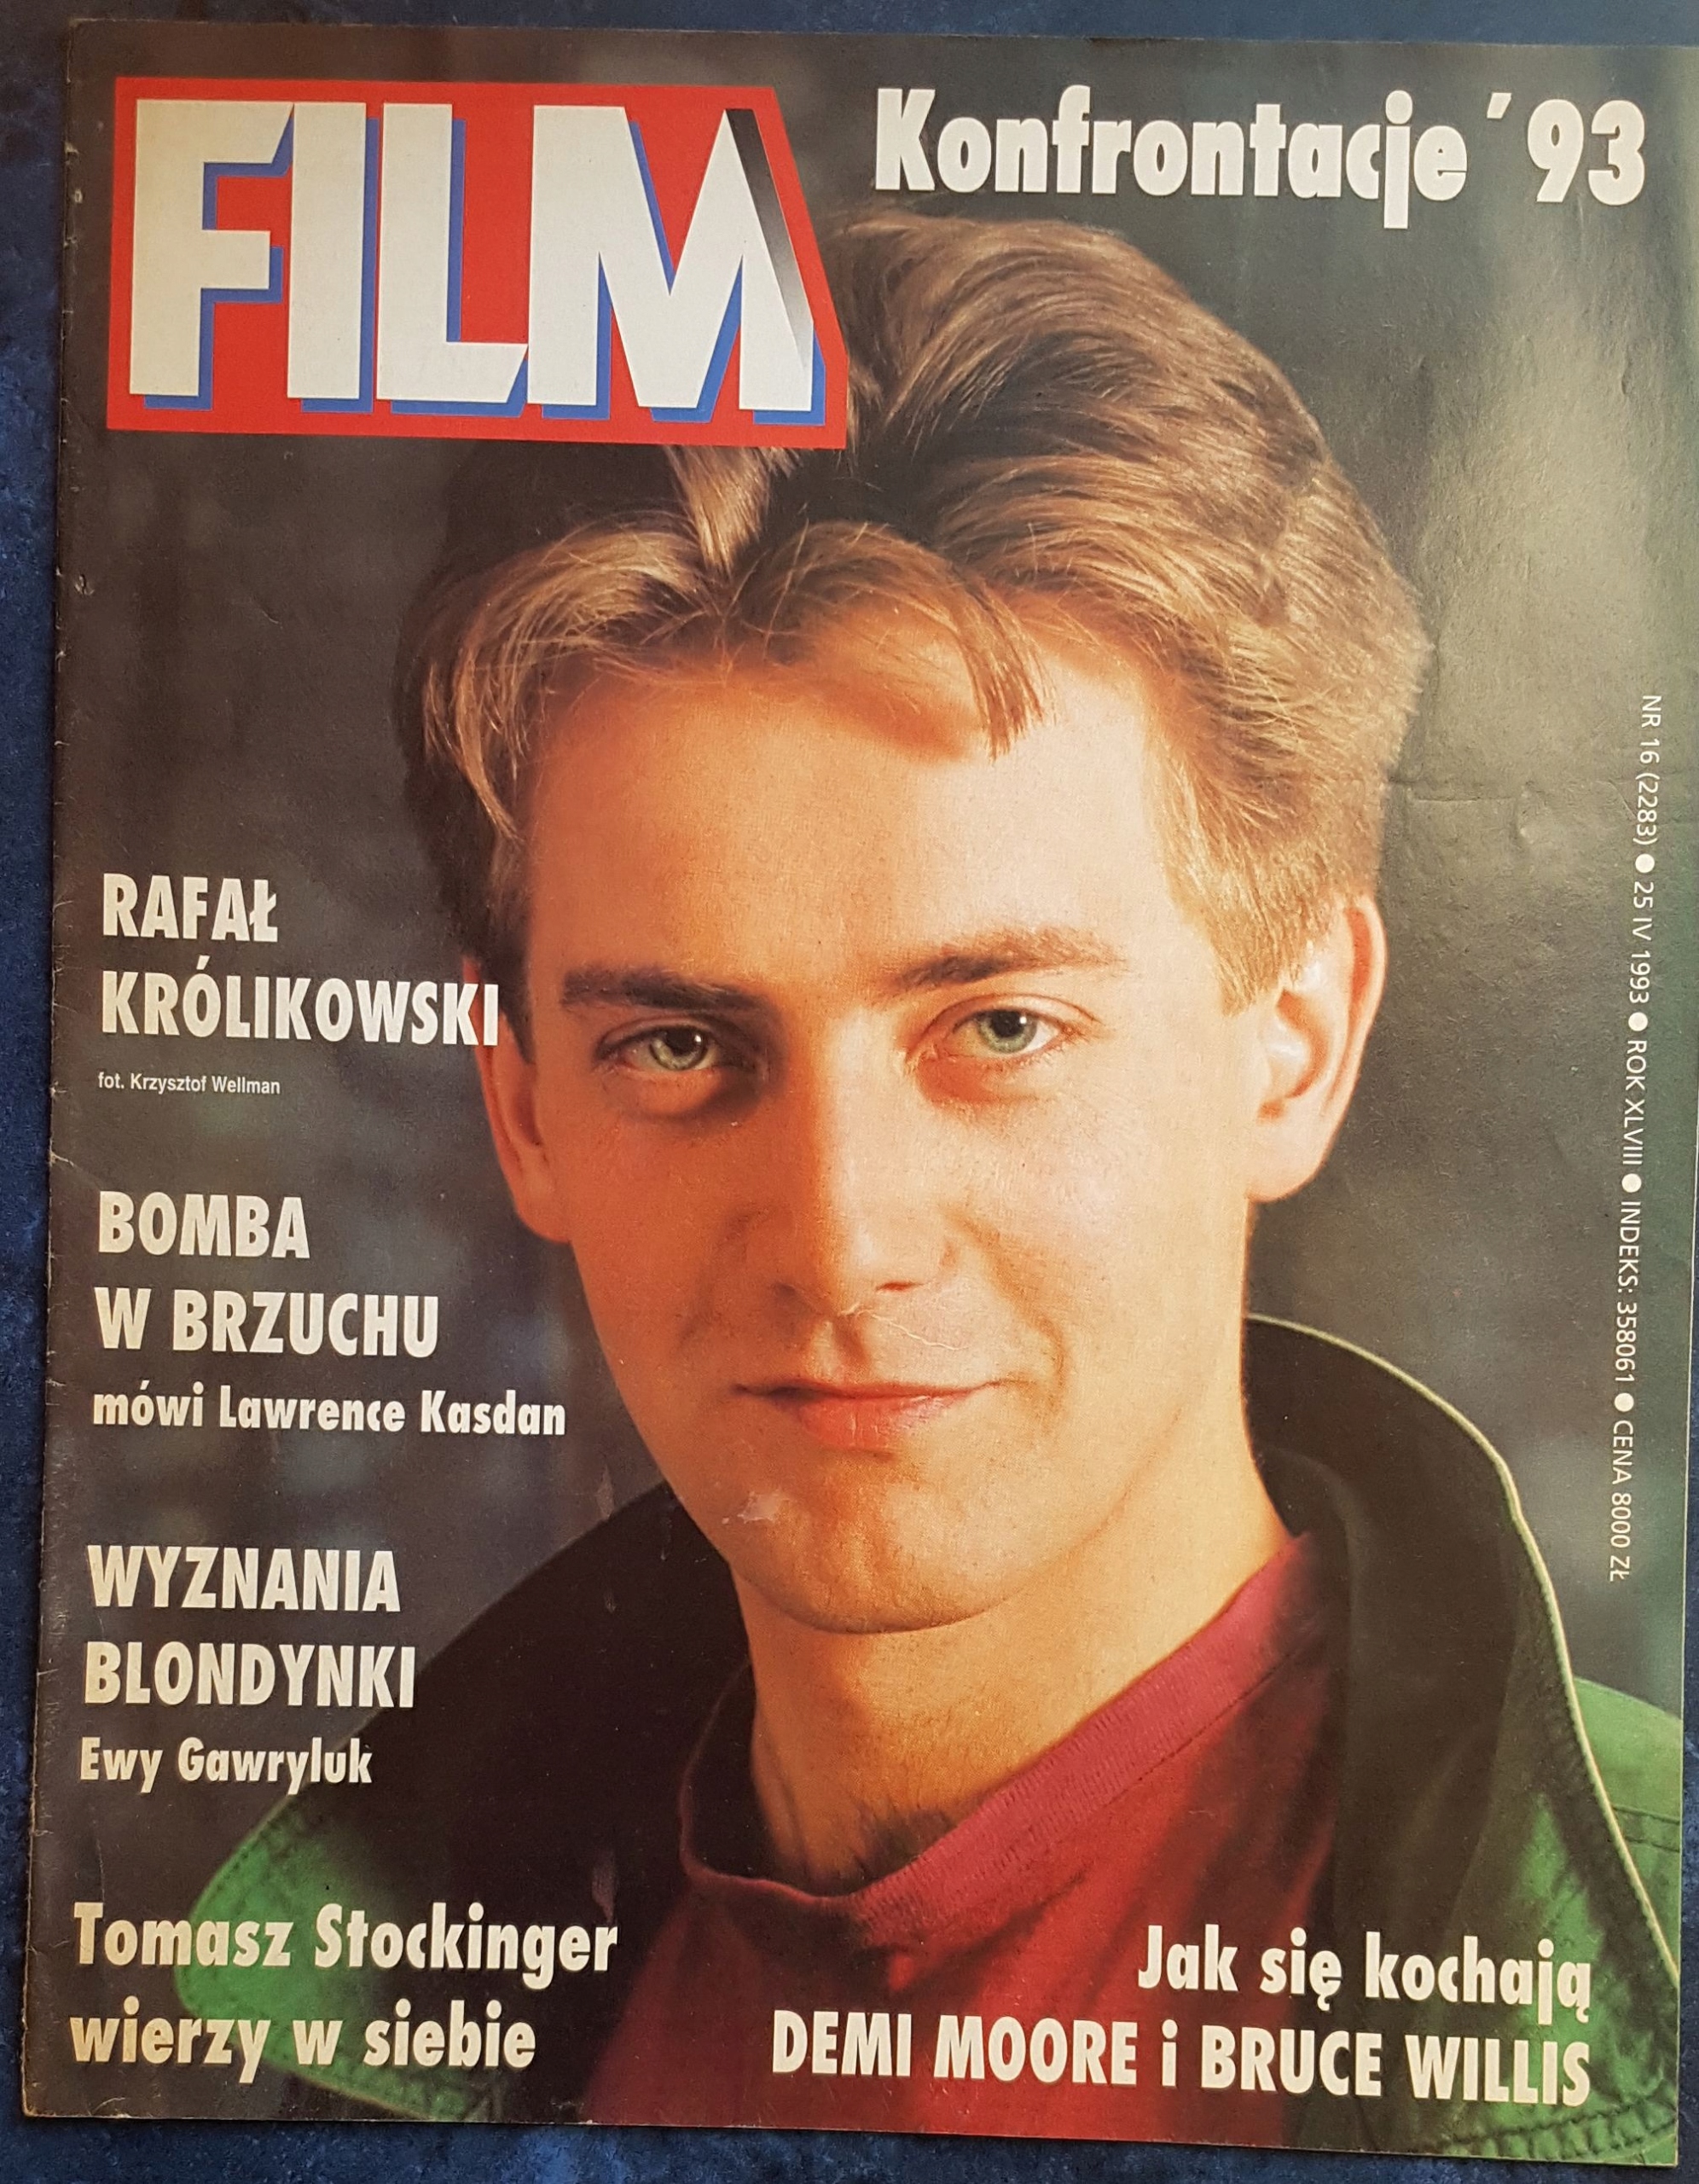 FILM
Konfrontacje '93
RAFAŁ
KRÓLIKOWSKI
fot. Krzysztof Wellman
BOMBA
W BRZUCHU
mówi Lawrence Kasdan
WYZNANIA
BLONDYNKI
Ewy Gawryluk
Tomasz Stockinger
wierzy w siebie
Jak się kochają
DEMI MOORE i BRUCE WILLIS
NR 16 (2283) ● 25 IV 1993 ● ROK XLVIII ● INDEKS: 358061 ● CENA 8000 ZŁ